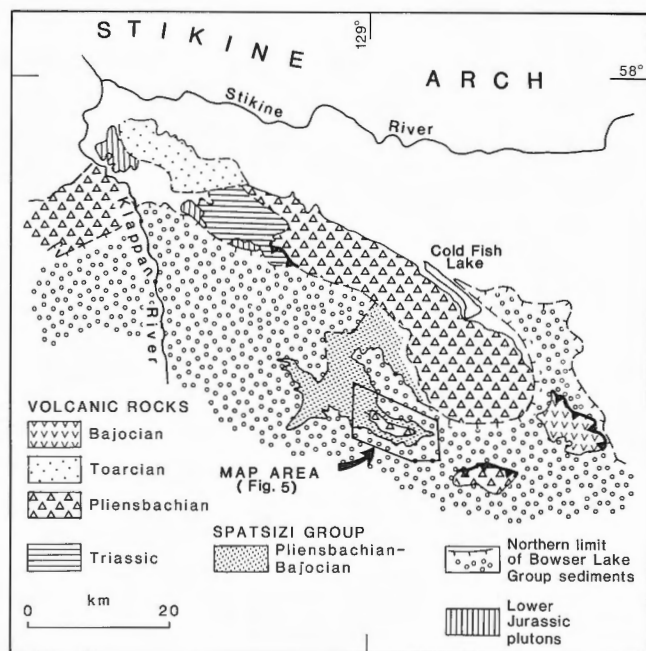 STIKINE
129°
58°
ARCH
Stikine
River
Klappan
River
Cold Fish
Lake
VOLCANIC ROCKS
Bajocian
Toarcian
Pliensbachian
Triassic
MAP AREA
(Fig. 5)
SPATSIZI GROUP
Pliensbachian-
Bajocian
Northern limit
of Bowser Lake
Group sediments
Lower
Jurassic
plutons
km
0 20